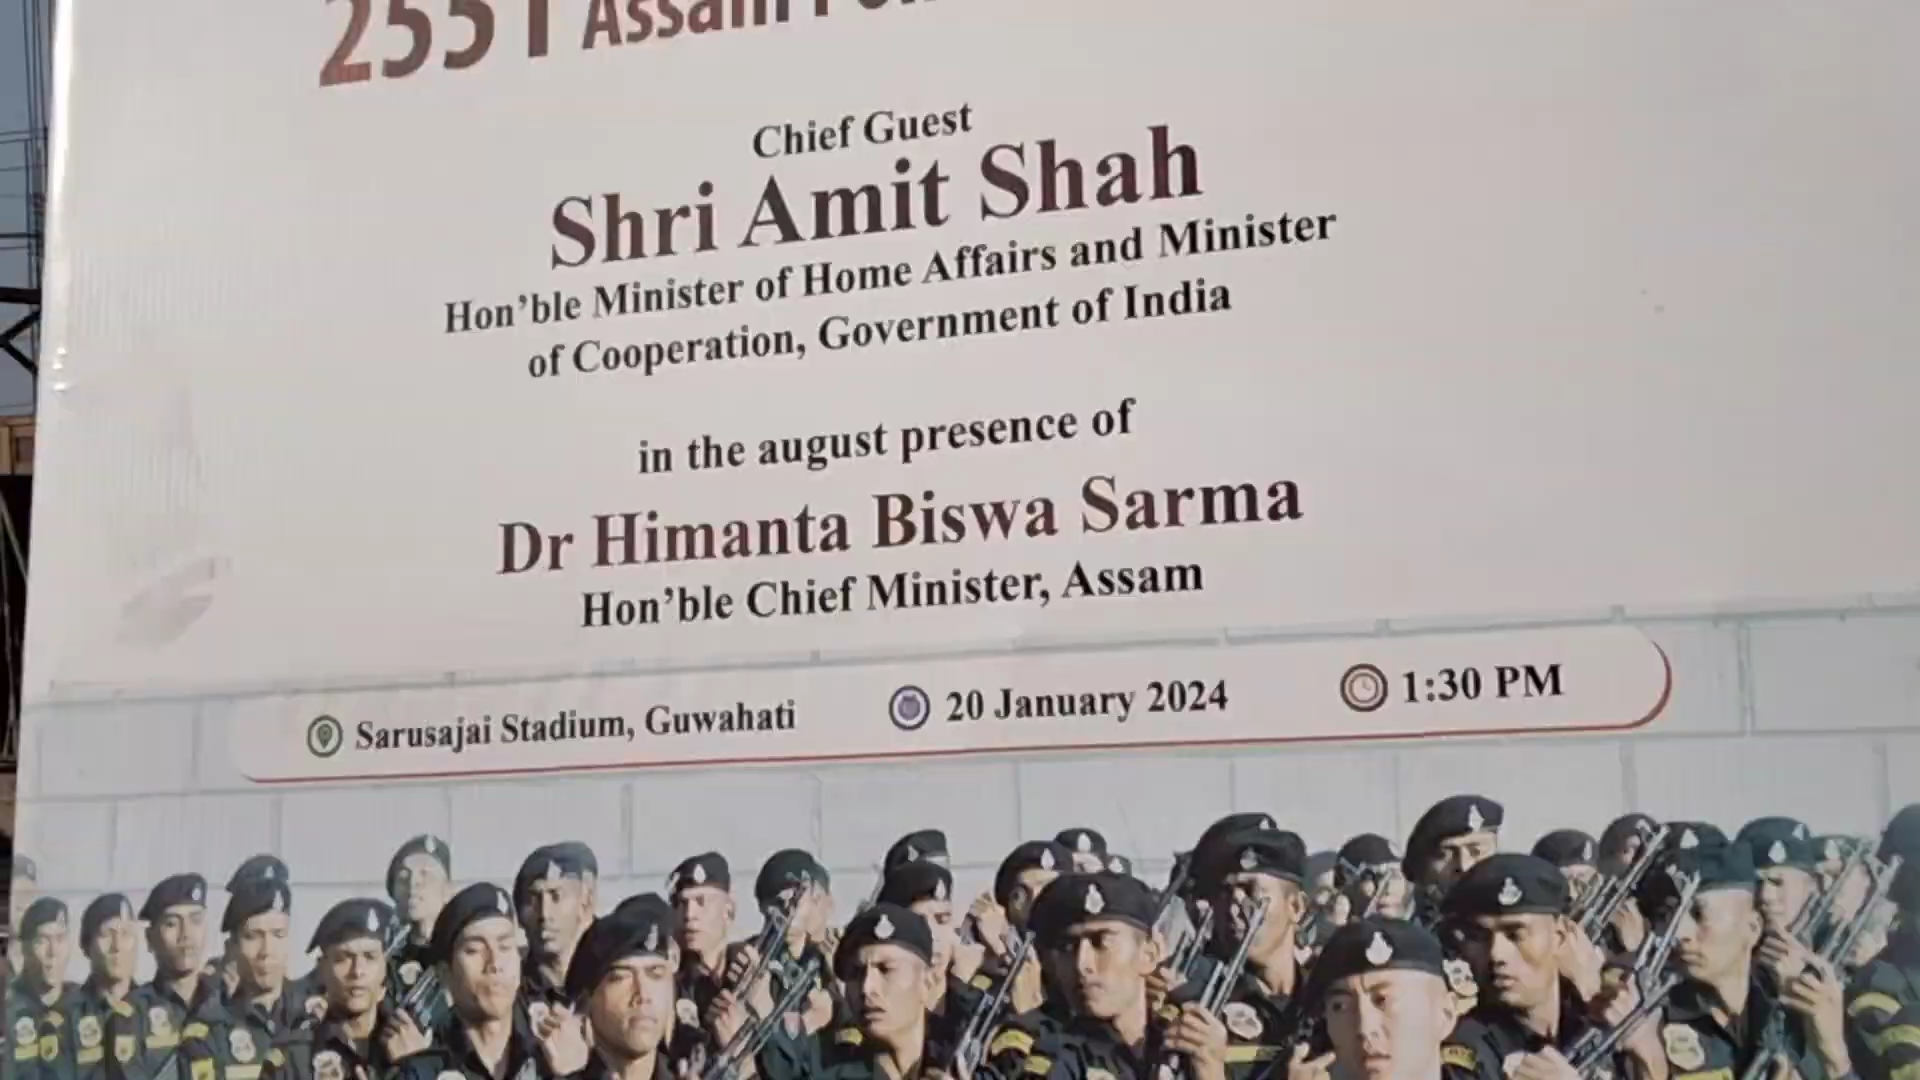 2551 Assam
Chief Guest
Shri Amit Shah
Hon'ble Minister of Home Affairs and Minister
of Cooperation, Government of India
in the august presence of
Dr Himanta Biswa Sarma
Hon'ble Chief Minister, Assam
Sarusajai Stadium, Guwahati 20 January 2024 1:30 PM